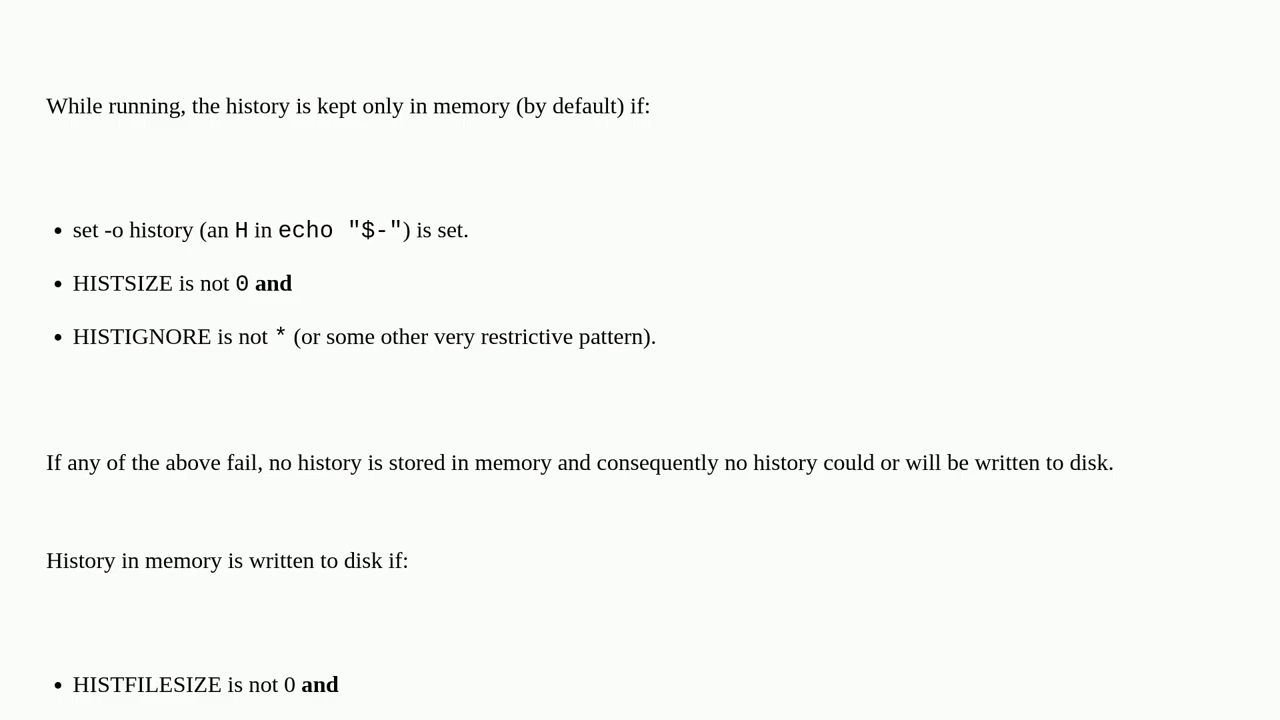 While running, the history is kept only in memory (by default) if:
• set -o history (an H in echo "$-") is set.
• HISTSIZE is not 0 and
• HISTIGNORE is not * (or some other very restrictive pattern).
If any of the above fail, no history is stored in memory and consequently no history could or will be written to disk.
History in memory is written to disk if:
• HISTFILESIZE is not 0 and